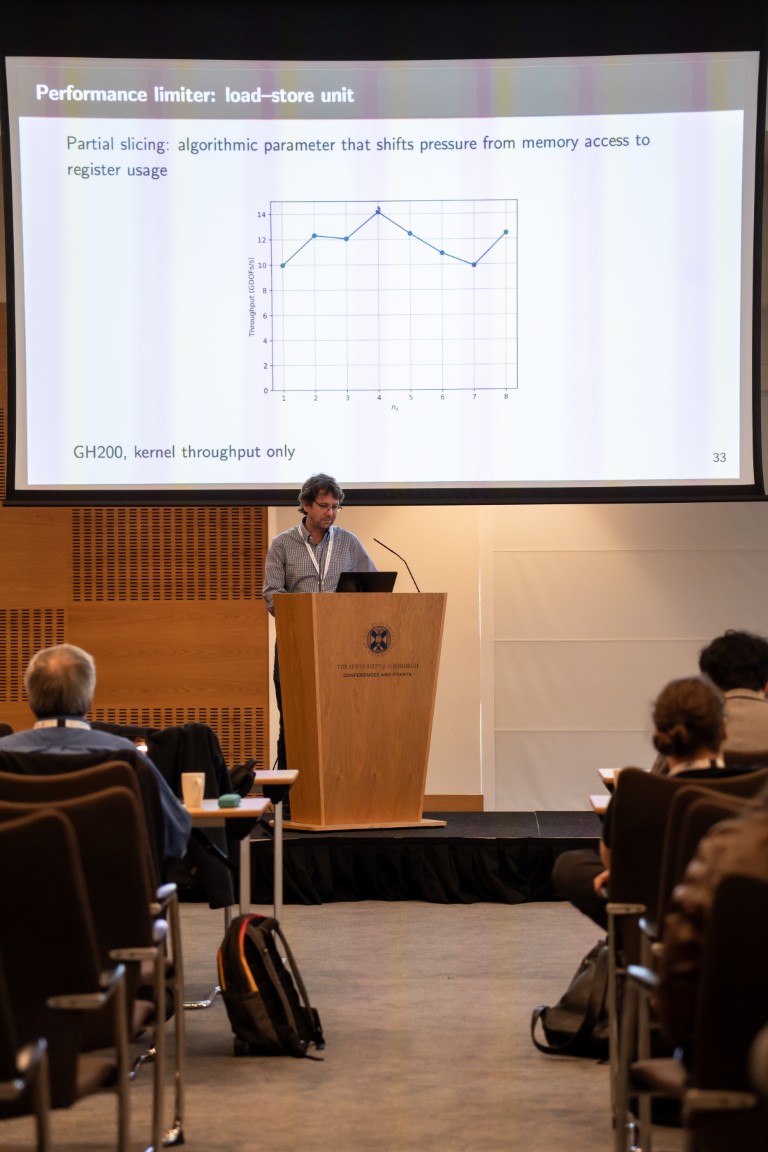 Performance limiter: load–store unit
Partial slicing: algorithmic parameter that shifts pressure from memory access to
register usage
Throughput (GDOFs/s)
14
12
10
8
6
4
2
0
1 2 3 4 5 6 7 8
nₛ
GH200, kernel throughput only
33
THE UNIVERSITY of EDINBURGH
CONFERENCES AND EVENTS